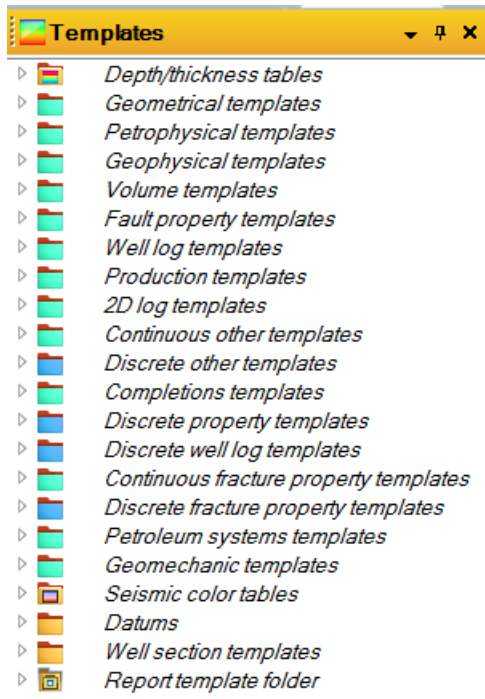 Templates
Depth/thickness tables
Geometrical templates
Petrophysical templates
Geophysical templates
Volume templates
Fault property templates
Well log templates
Production templates
2D log templates
Continuous other templates
Discrete other templates
Completions templates
Discrete property templates
Discrete well log templates
Continuous fracture property templates
Discrete fracture property templates
Petroleum systems templates
Geomechanic templates
Seismic color tables
Datums
Well section templates
Report template folder